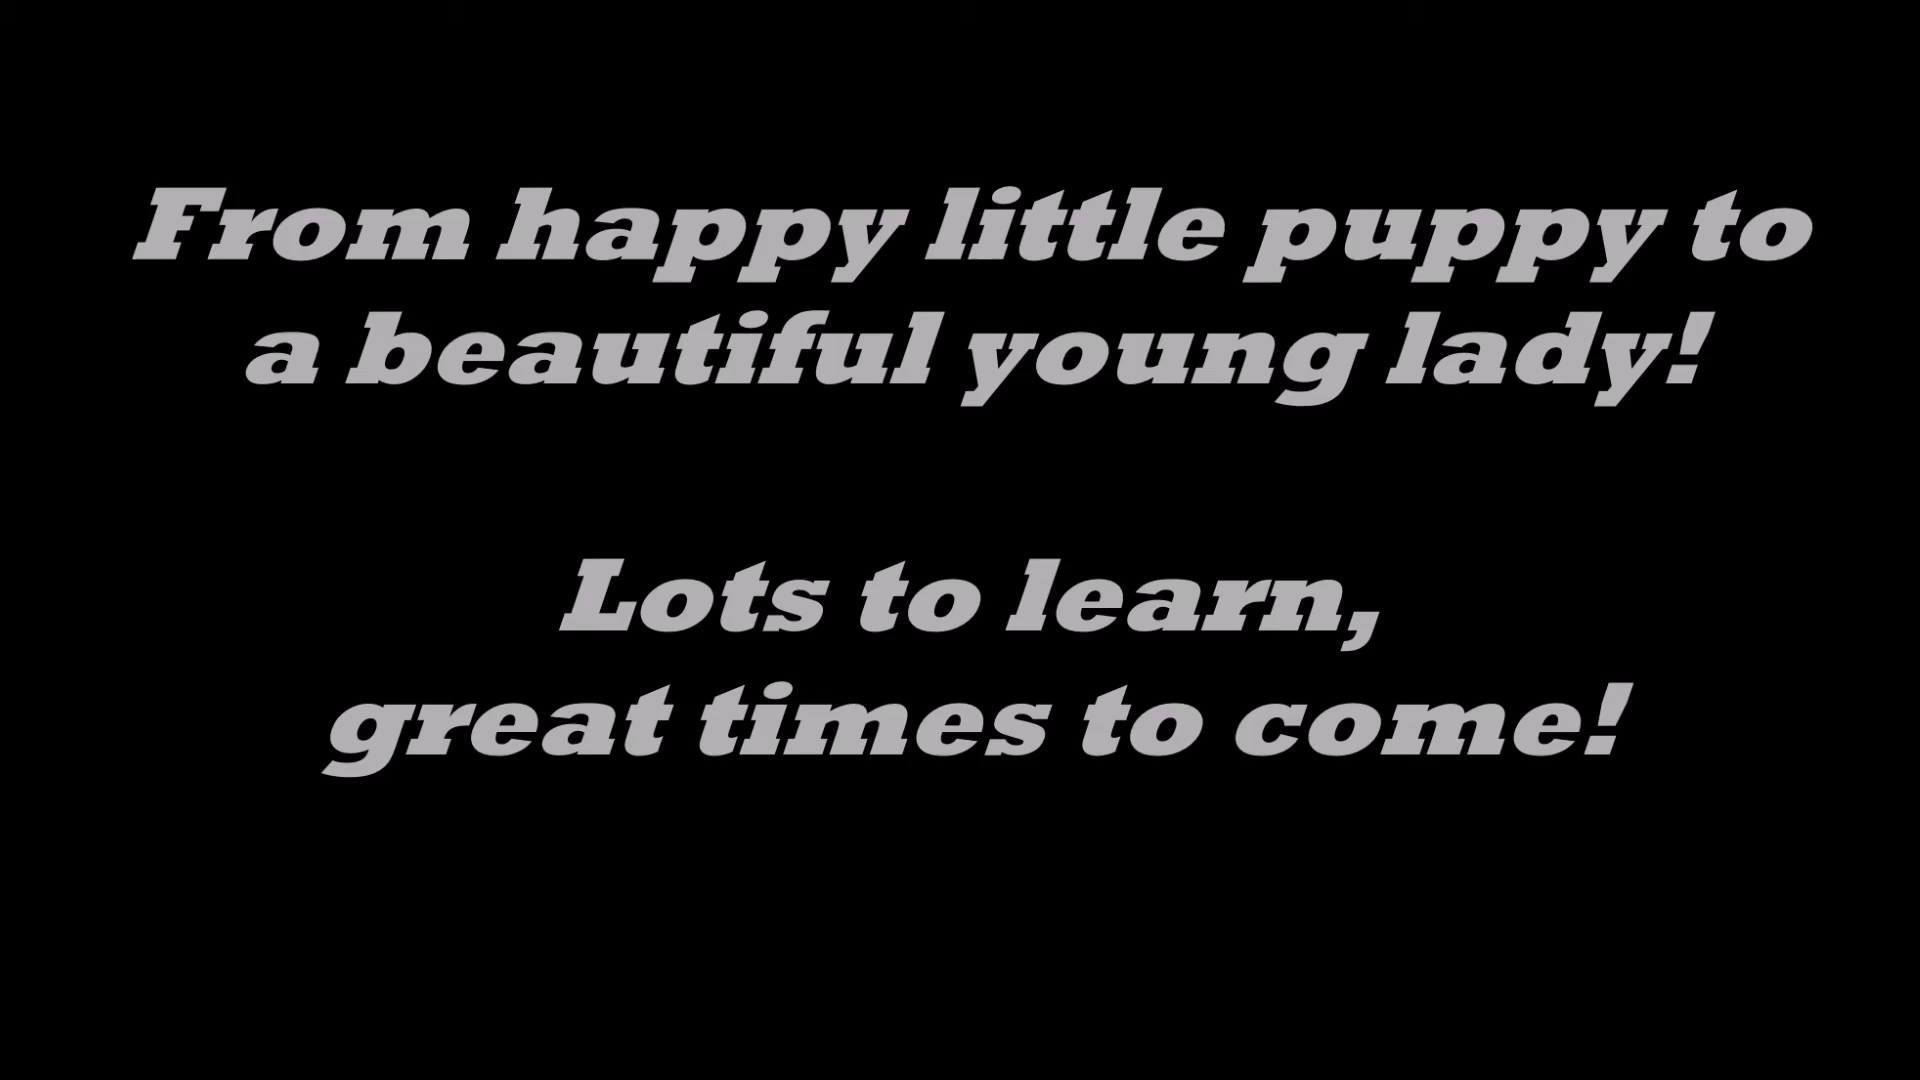 From happy little puppy to
a beautiful young lady!
Lots to learn,
great times to come!